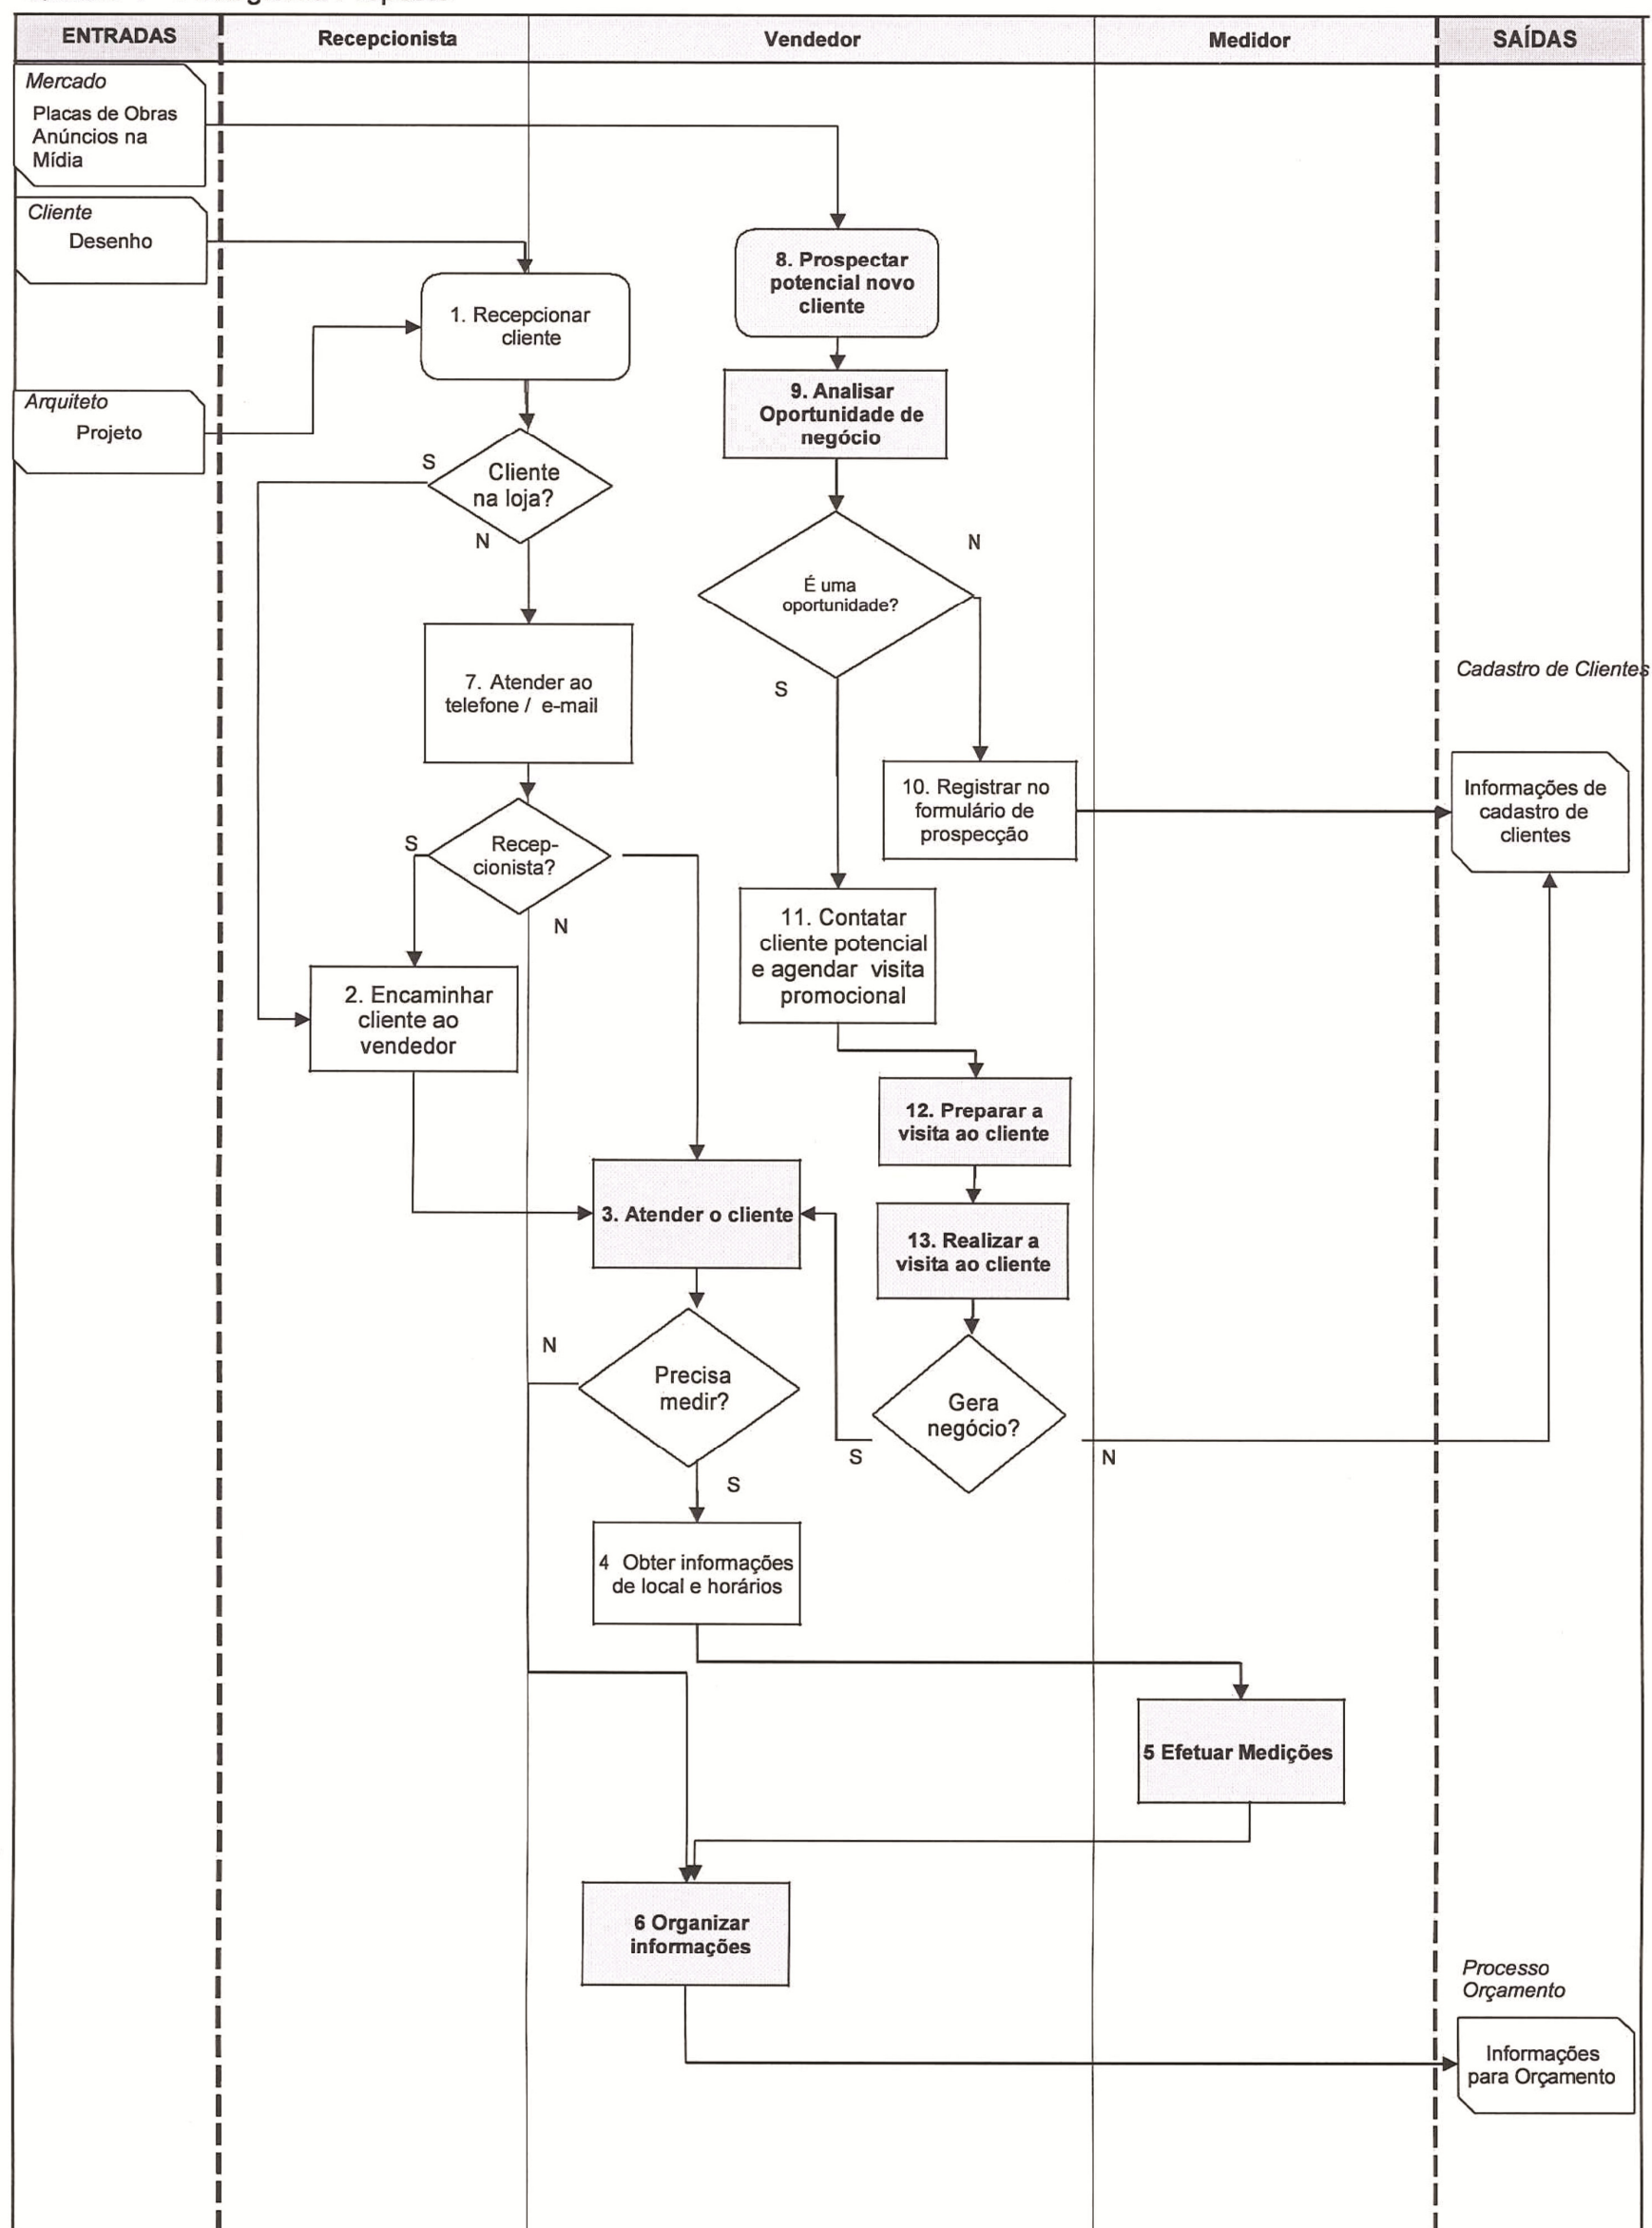 ENTRADAS
Recepcionista
Vendedor
Medidor
SAÍDAS
Mercado
Placas de Obras
Anúncios na
Mídia
Cliente
Desenho
Arquiteto
Projeto
1. Recepcionar
cliente
8. Prospectar
potencial novo
cliente
9. Analisar
Oportunidade de
negócio
S
Cliente
na loja?
N
É uma
oportunidade?
N
S
7. Atender ao
telefone / e-mail
Cadastro de Clientes
10. Registrar no
formulário de
prospecção
Informações de
cadastro de
clientes
S
Recep-
cionista?
N
11. Contatar
cliente potencial
e agendar visita
promocional
2. Encaminhar
cliente ao
vendedor
12. Preparar a
visita ao cliente
3. Atender o cliente
13. Realizar a
visita ao cliente
N
Precisa
medir?
S
Gera
negócio?
S
N
4 Obter informações
de local e horários
5 Efetuar Medições
6 Organizar
informações
Processo
Orçamento
Informações
para Orçamento